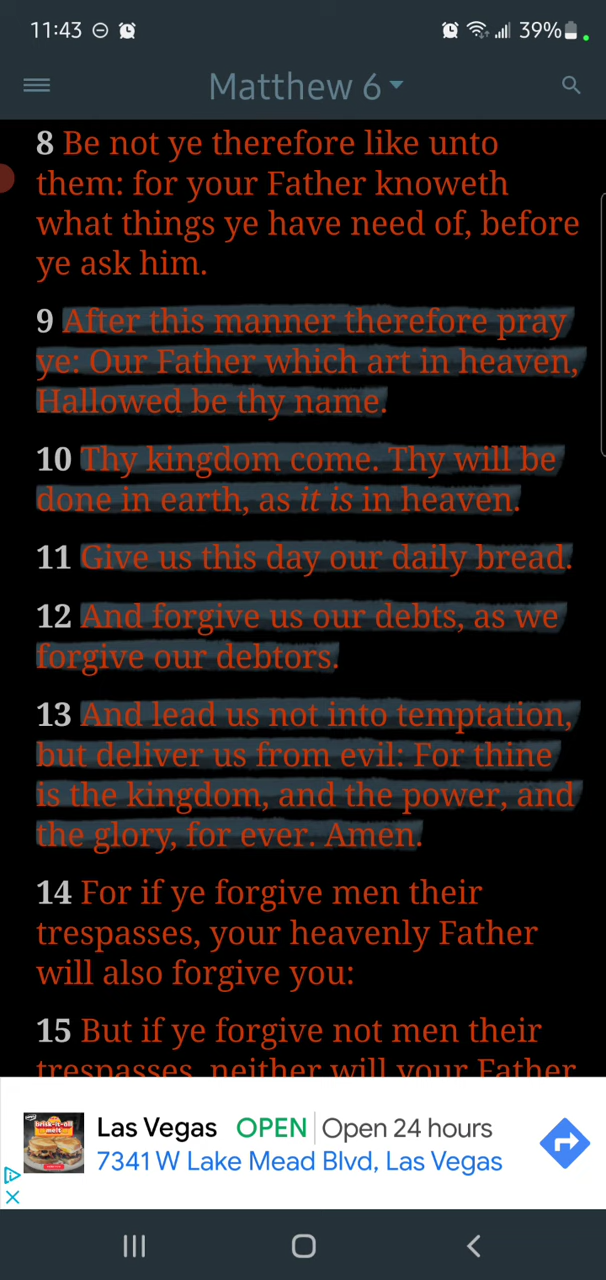 11:43 39%
Matthew 6
8 Be not ye therefore like unto
them: for your Father knoweth
what things ye have need of, before
ye ask him.
9 After this manner therefore pray
ye: Our Father which art in heaven,
Hallowed be thy name.
10 Thy kingdom come. Thy will be
done in earth, as it is in heaven.
11 Give us this day our daily bread.
12 And forgive us our debts, as we
forgive our debtors.
13 And lead us not into temptation,
but deliver us from evil: For thine
is the kingdom, and the power, and
the glory, for ever. Amen.
14 For if ye forgive men their
trespasses, your heavenly Father
will also forgive you:
15 But if ye forgive not men their
trespasses, neither will your Father
Las Vegas OPEN Open 24 hours
7341 W Lake Mead Blvd, Las Vegas